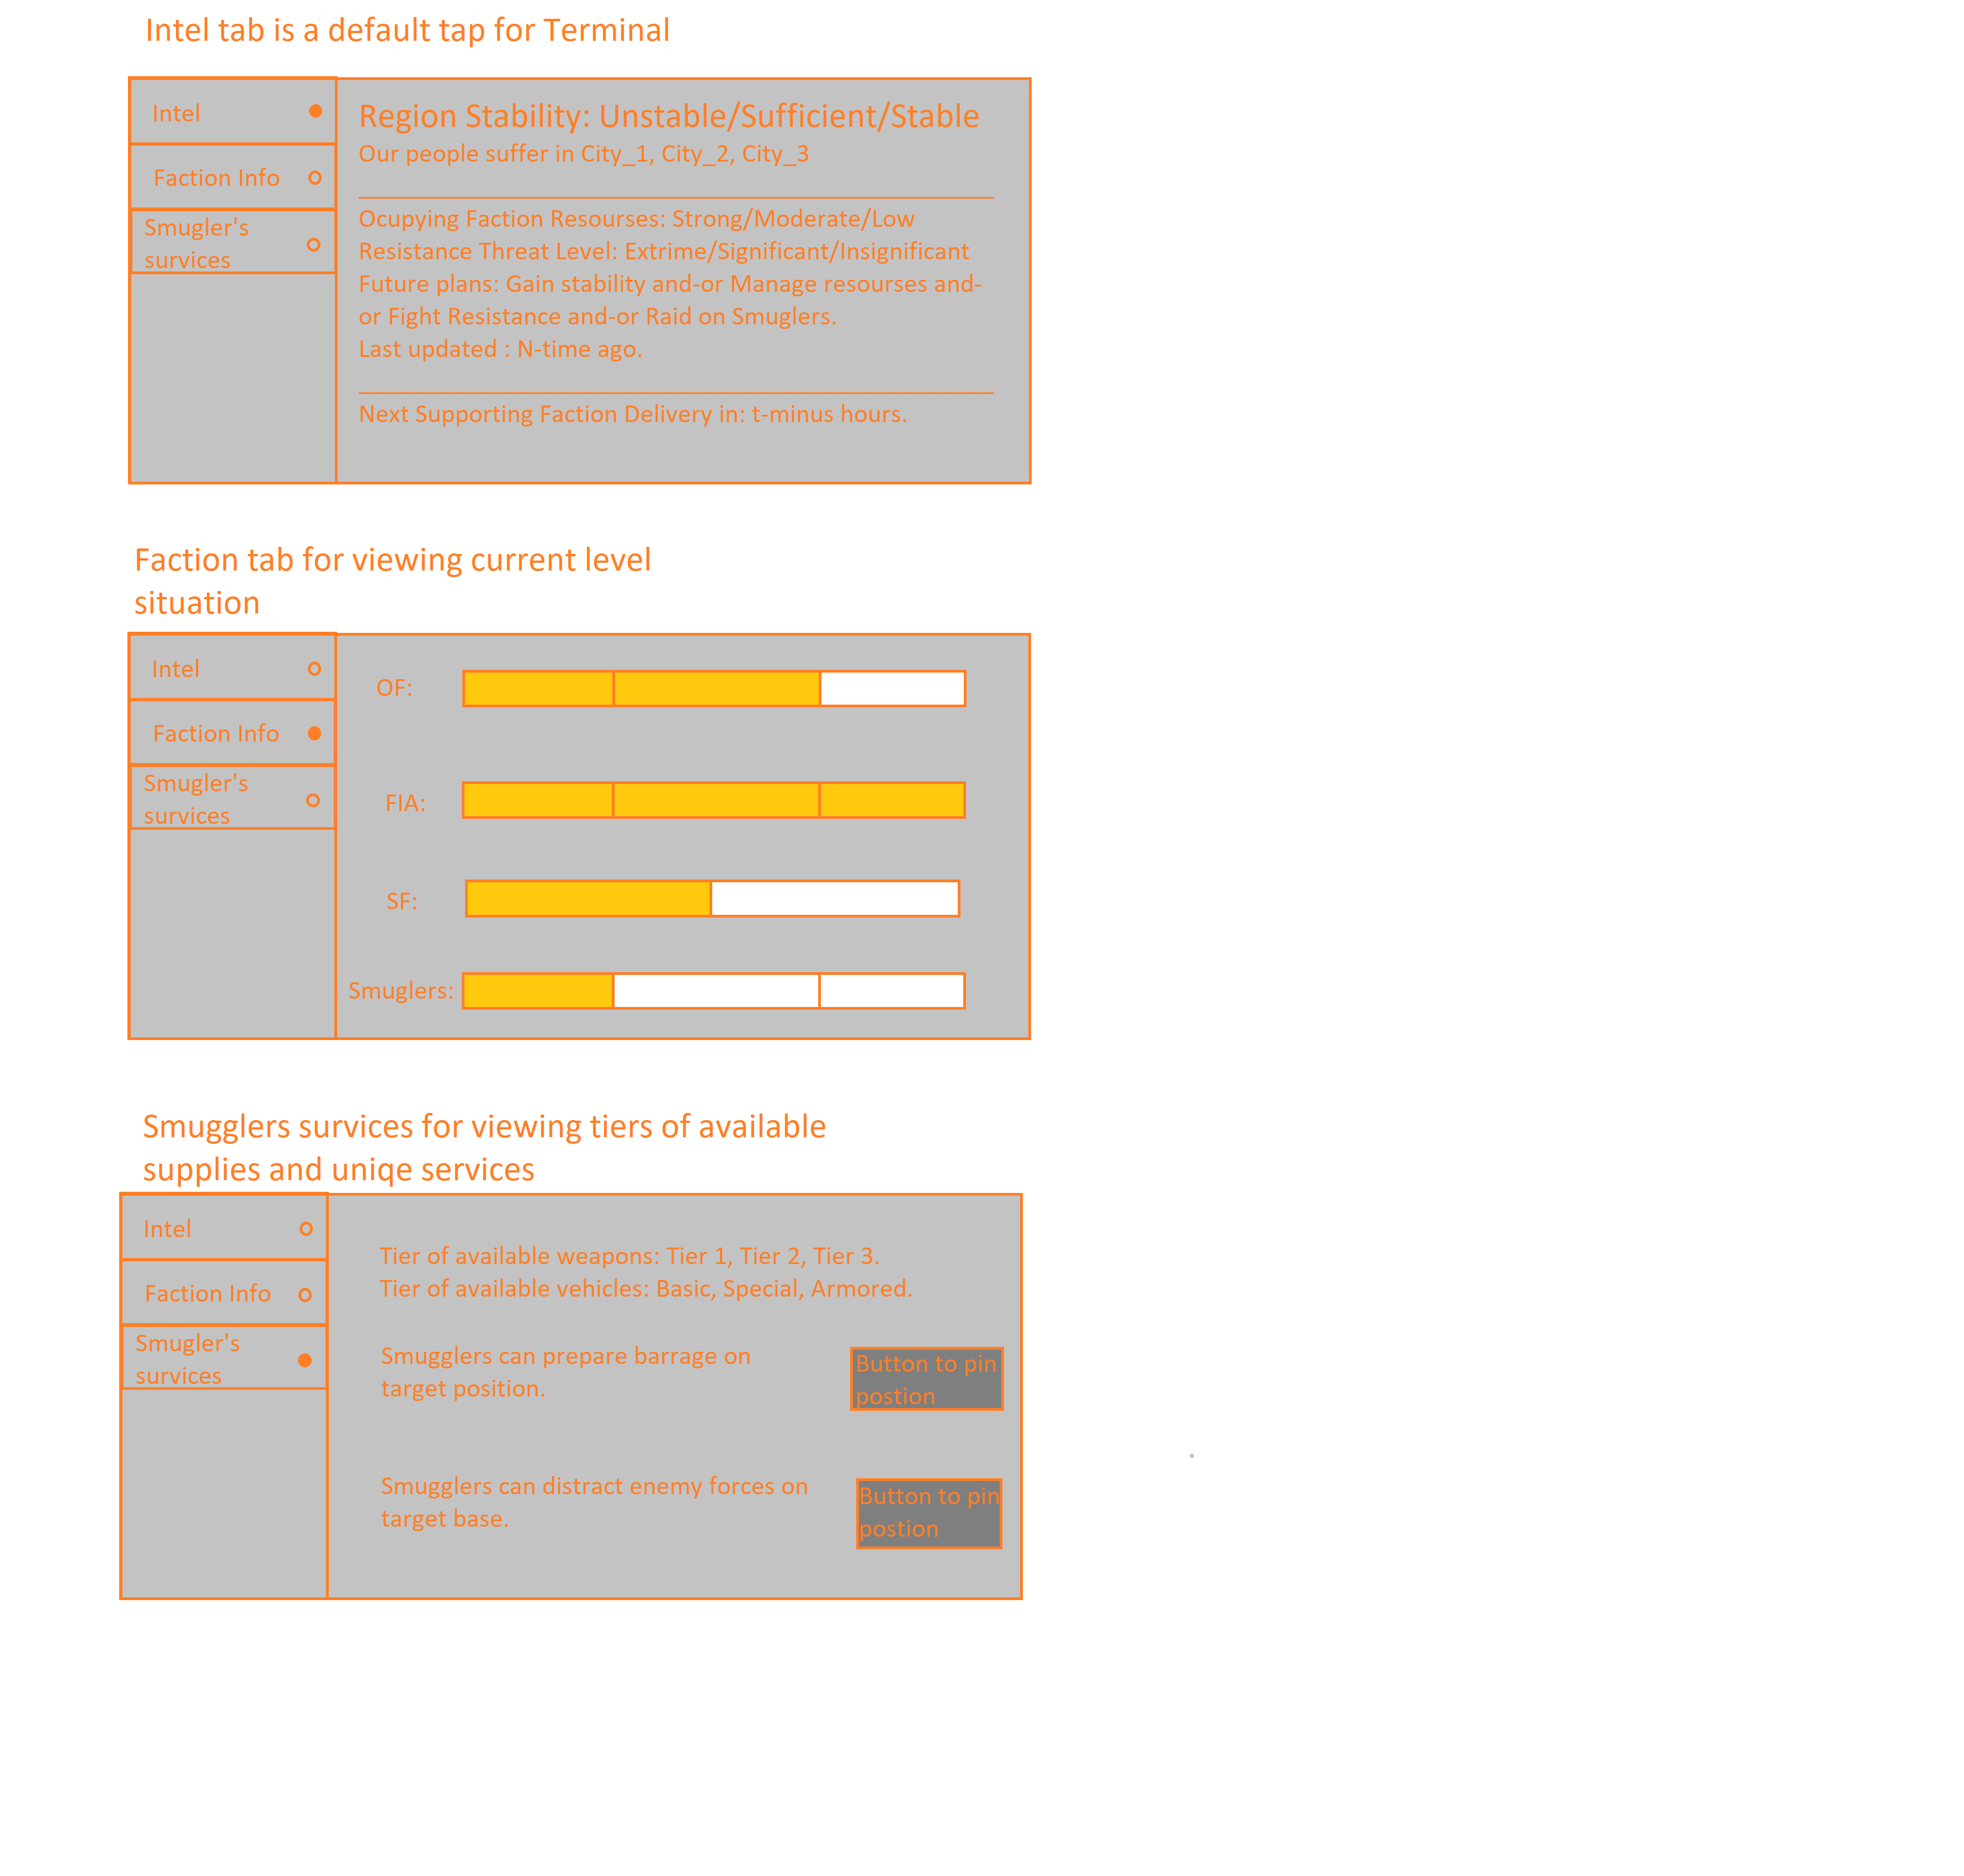 Intel tab is a default tap for Terminal
Intel
Faction Info
Smugler's
survices
Region Stability: Unstable/Sufficient/Stable
Our people suffer in City_1, City_2, City_3
Ocupying Faction Resourses: Strong/Moderate/Low
Resistance Threat Level: Extrime/Significant/Insignificant
Future plans: Gain stability and-or Manage resourses and-
or Fight Resistance and-or Raid on Smuglers.
Last updated : N-time ago.
Next Supporting Faction Delivery in: t-minus hours.
Faction tab for viewing current level
situation
Intel
Faction Info
Smugler's
survices
OF:
FIA:
SF:
Smuglers:
Smugglers survices for viewing tiers of available
supplies and uniqe services
Intel
Faction Info
Smugler's
survices
Tier of available weapons: Tier 1, Tier 2, Tier 3.
Tier of available vehicles: Basic, Special, Armored.
Smugglers can prepare barrage on
target position.
Button to pin
postion
Smugglers can distract enemy forces on
target base.
Button to pin
postion